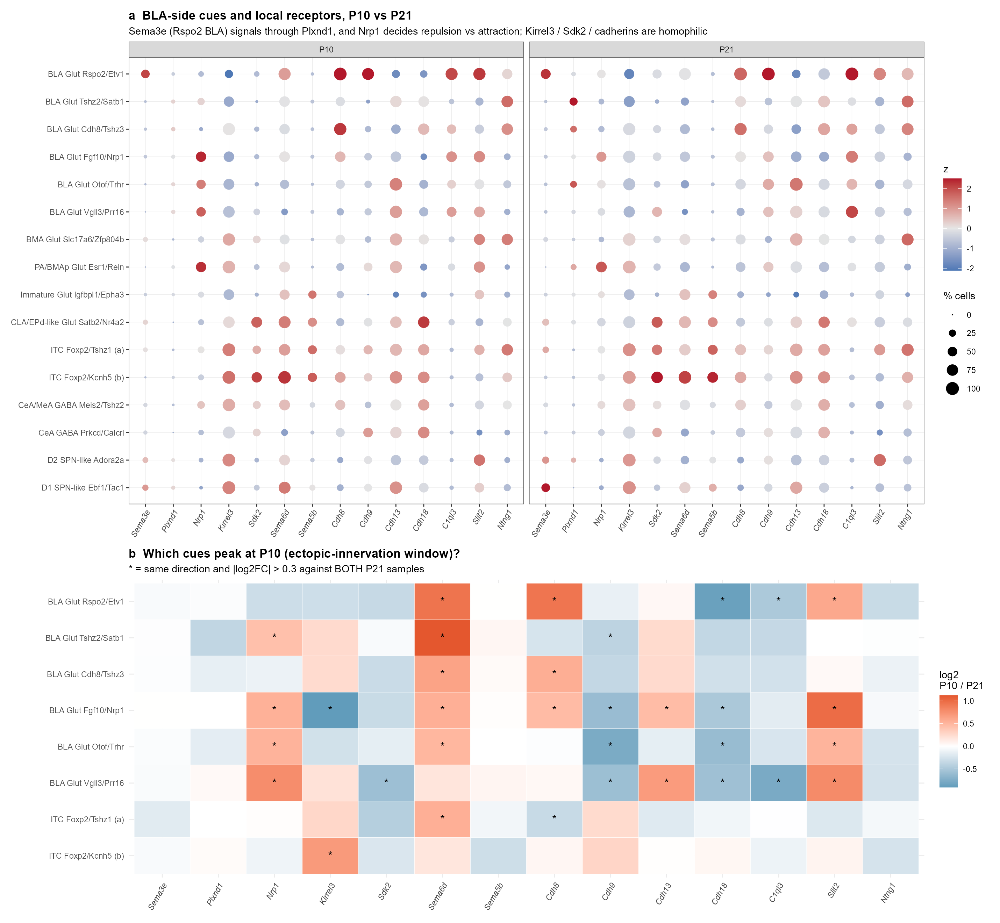 a BLA-side cues and local receptors, P10 vs P21
Sema3e (Rspo2 BLA) signals through Plxnd1, and Nrp1 decides repulsion vs attraction; Kirrel3 / Sdk2 / cadherins are homophilic
P10
P21
BLA Glut Rspo2/Etv1
BLA Glut Tshz2/Satb1
BLA Glut Cdh8/Tshz3
BLA Glut Fgf10/Nrp1
BLA Glut Otof/Trhr
BLA Glut Vgll3/Prr16
BMA Glut Slc17a6/Zfp804b
PA/BMAp Glut Esr1/Reln
Immature Glut Igfbpl1/Epha3
CLA/EPd-like Glut Satb2/Nr4a2
ITC Foxp2/Tshz1 (a)
ITC Foxp2/Kcnh5 (b)
CeA/MeA GABA Meis2/Tshz2
CeA GABA Prkcd/Calcrl
D2 SPN-like Adora2a
D1 SPN-like Ebf1/Tac1
Sema3e
Plxnd1
Nrp1
Kirrel3
Sdk2
Sema6d
Sema5b
Cdh8
Cdh9
Cdh13
Cdh18
C1ql3
Slit2
Ntng1
Sema3e
Plxnd1
Nrp1
Kirrel3
Sdk2
Sema6d
Sema5b
Cdh8
Cdh9
Cdh13
Cdh18
C1ql3
Slit2
Ntng1
z
2
1
0
-1
-2
% cells
0
25
50
75
100
b Which cues peak at P10 (ectopic-innervation window)?
* = same direction and |log2FC| > 0.3 against BOTH P21 samples
BLA Glut Rspo2/Etv1 * * * * *
BLA Glut Tshz2/Satb1 * * *
BLA Glut Cdh8/Tshz3 * *
BLA Glut Fgf10/Nrp1 * * * * * * * *
BLA Glut Otof/Trhr * * * * *
BLA Glut Vgll3/Prr16 * * * * * * *
ITC Foxp2/Tshz1 (a) * *
ITC Foxp2/Kcnh5 (b) *
Sema3e
Plxnd1
Nrp1
Kirrel3
Sdk2
Sema6d
Sema5b
Cdh8
Cdh9
Cdh13
Cdh18
C1ql3
Slit2
Ntng1
log2
P10 / P21
1.0
0.5
0.0
-0.5